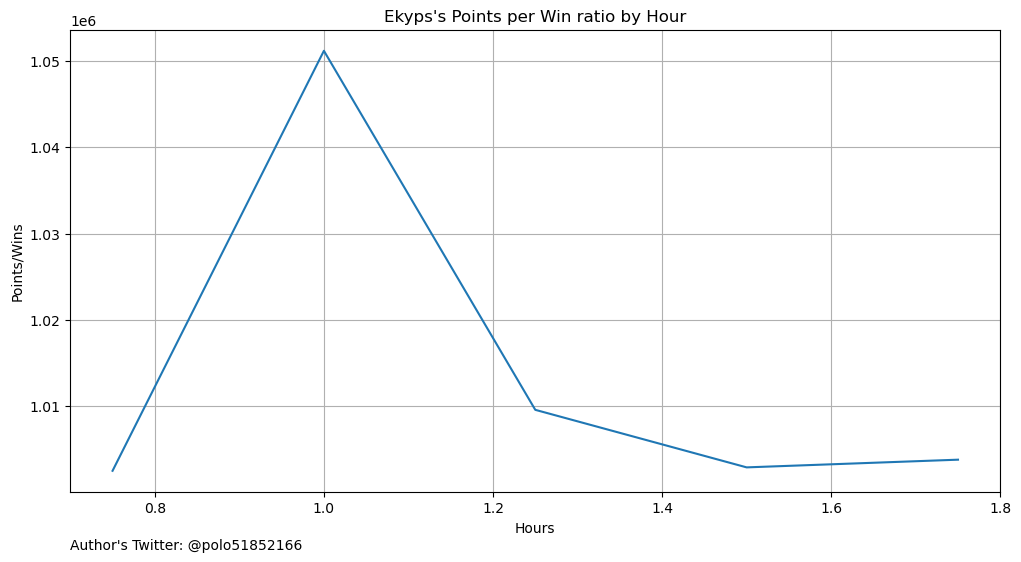 Ekyps's Points per Win ratio by Hour
1e6
1.05
1.04
1.03
1.02
1.01
Points/Wins
0.8 1.0 1.2 1.4 1.6 1.8
Hours
Author's Twitter: @polo51852166